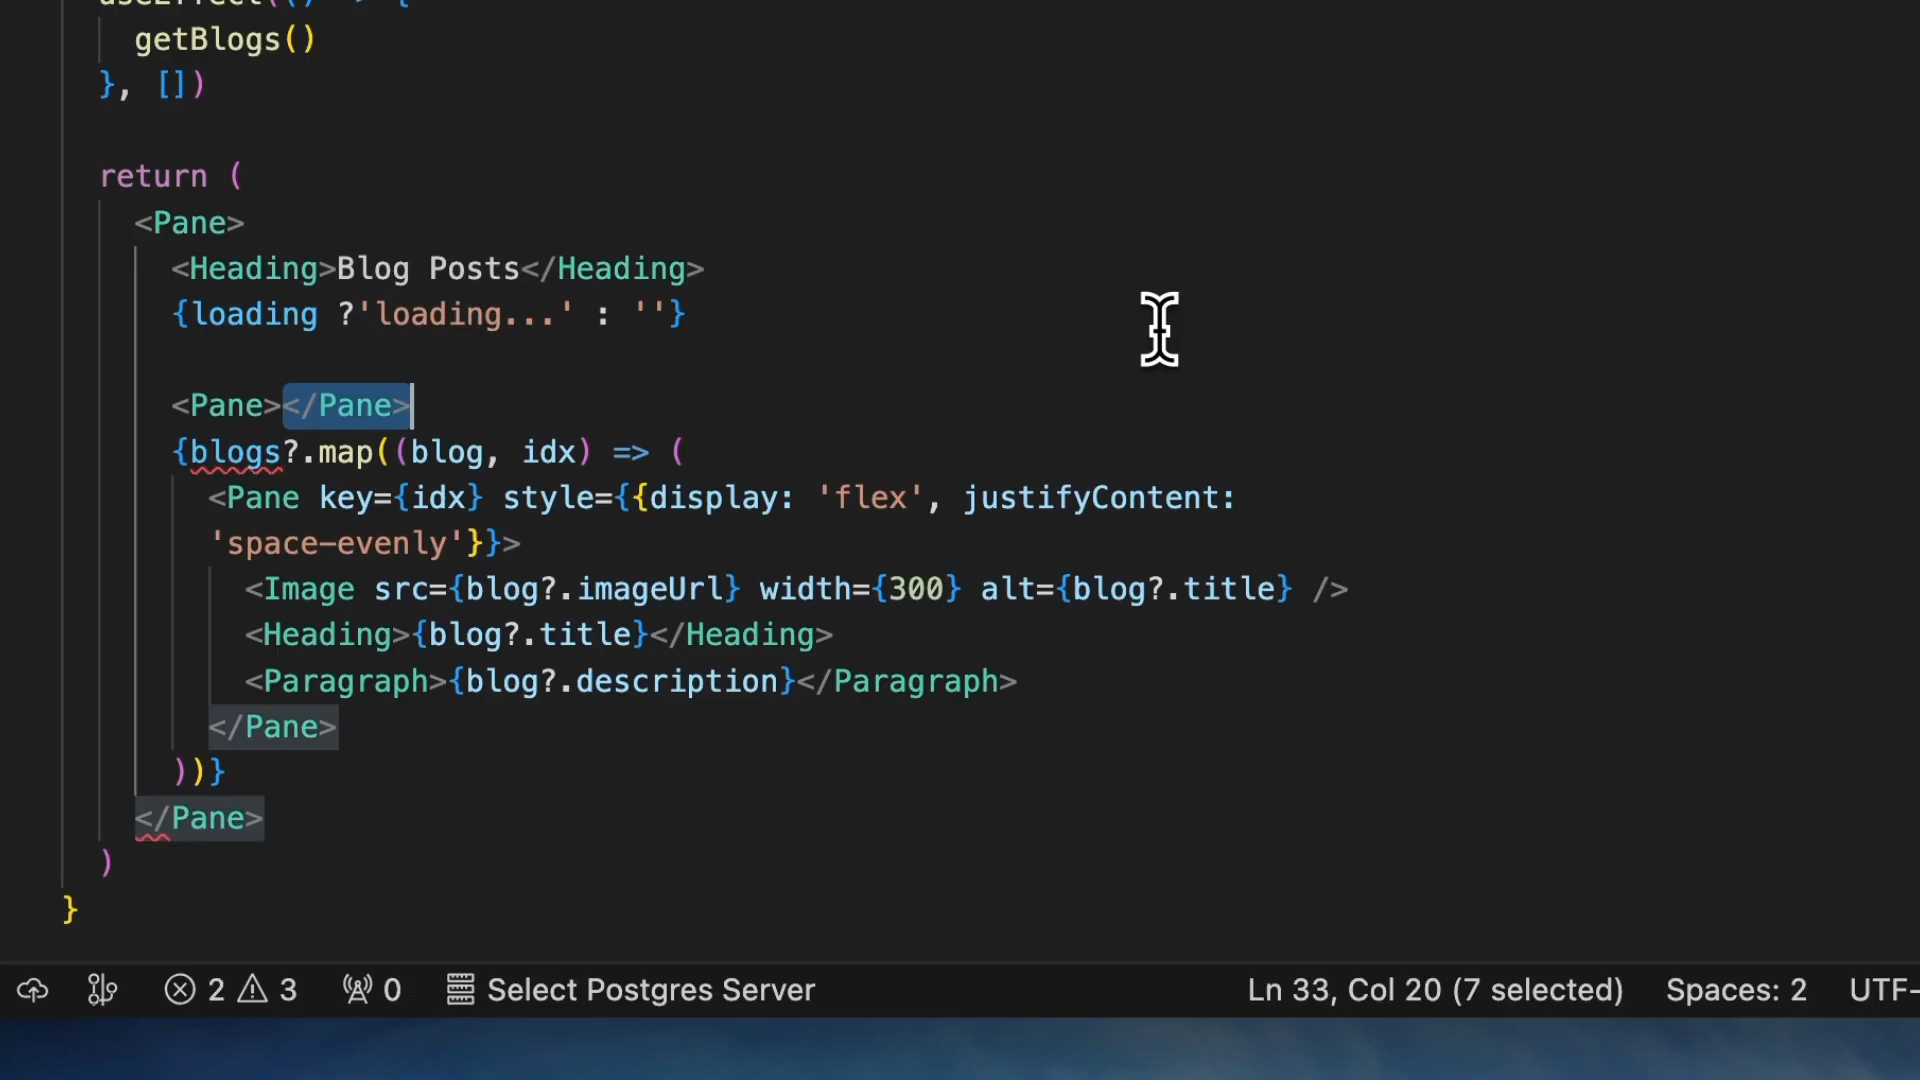 useEffect(() => {
getBlogs()
}, [])
return (
<Pane>
<Heading>Blog Posts</Heading>
{loading ?'loading...' : ''}
<Pane></Pane>
{blogs?.map((blog, idx) => (
<Pane key={idx} style={{display: 'flex', justifyContent:
'space-evenly'}}>
<Image src={blog?.imageUrl} width={300} alt={blog?.title} />
<Heading>{blog?.title}</Heading>
<Paragraph>{blog?.description}</Paragraph>
</Pane>
))}
</Pane>
)
}
2 3 0 Select Postgres Server Ln 33, Col 20 (7 selected) Spaces: 2 UTF-